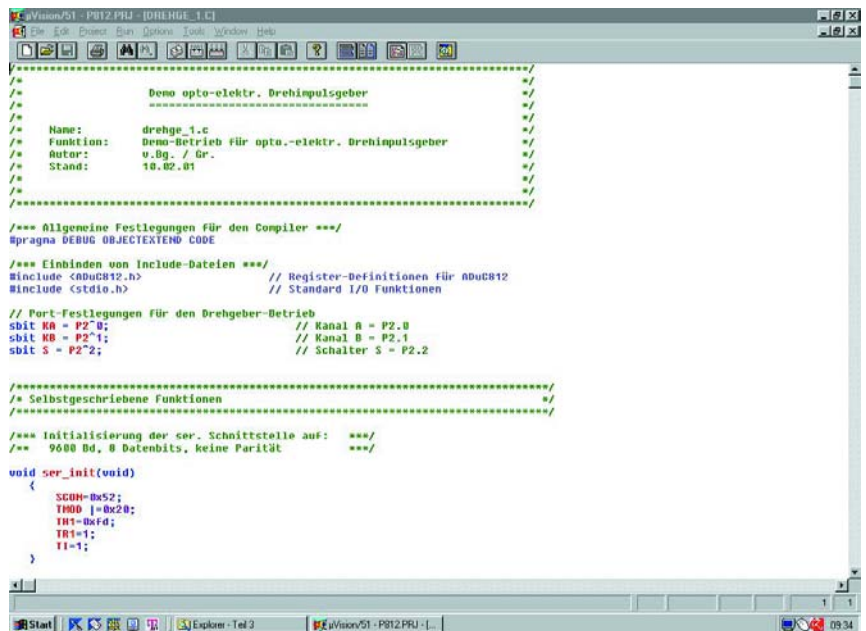 µVision/51 - P812.PRJ - [DREHGE_1.C]
File Edit Project Run Options Tools Window Help
/******************************************************************************/
/* */
/* Demo opto-elektr. Drehimpulsgeber */
/* ================================= */
/* */
/* Name: drehge_1.c */
/* Funktion: Demo-Betrieb für opto.-elektr. Drehimpulsgeber */
/* Autor: v.Bg. / Gr. */
/* Stand: 10.02.01 */
/* */
/* */
/******************************************************************************/
/*** Allgemeine Festlegungen für den Compiler ***/
#pragma DEBUG OBJECTEXTEND CODE
/*** Einbinden von Include-Dateien ***/
#include <ADuC812.h> // Register-Definitionen für ADuC812
#include <stdio.h> // Standard I/O Funktionen
// Port-Festlegungen für den Drehgeber-Betrieb
sbit KA = P2^0; // Kanal A = P2.0
sbit KB = P2^1; // Kanal B = P2.1
sbit S = P2^2; // Schalter S = P2.2
/******************************************************************************/
/* Selbstgeschriebene Funktionen */
/******************************************************************************/
/*** Initialisierung der ser. Schnittstelle auf: ***/
/** 9600 Bd, 8 Datenbits, keine Parität ***/
void ser_init(void)
{
SCON=0x52;
TMOD |=0x20;
TH1=0xFd;
TR1=1;
TI=1;
}
1 1
Start Explorer - Teil 3 µVision/51 - P812.PRJ - [... 09:34